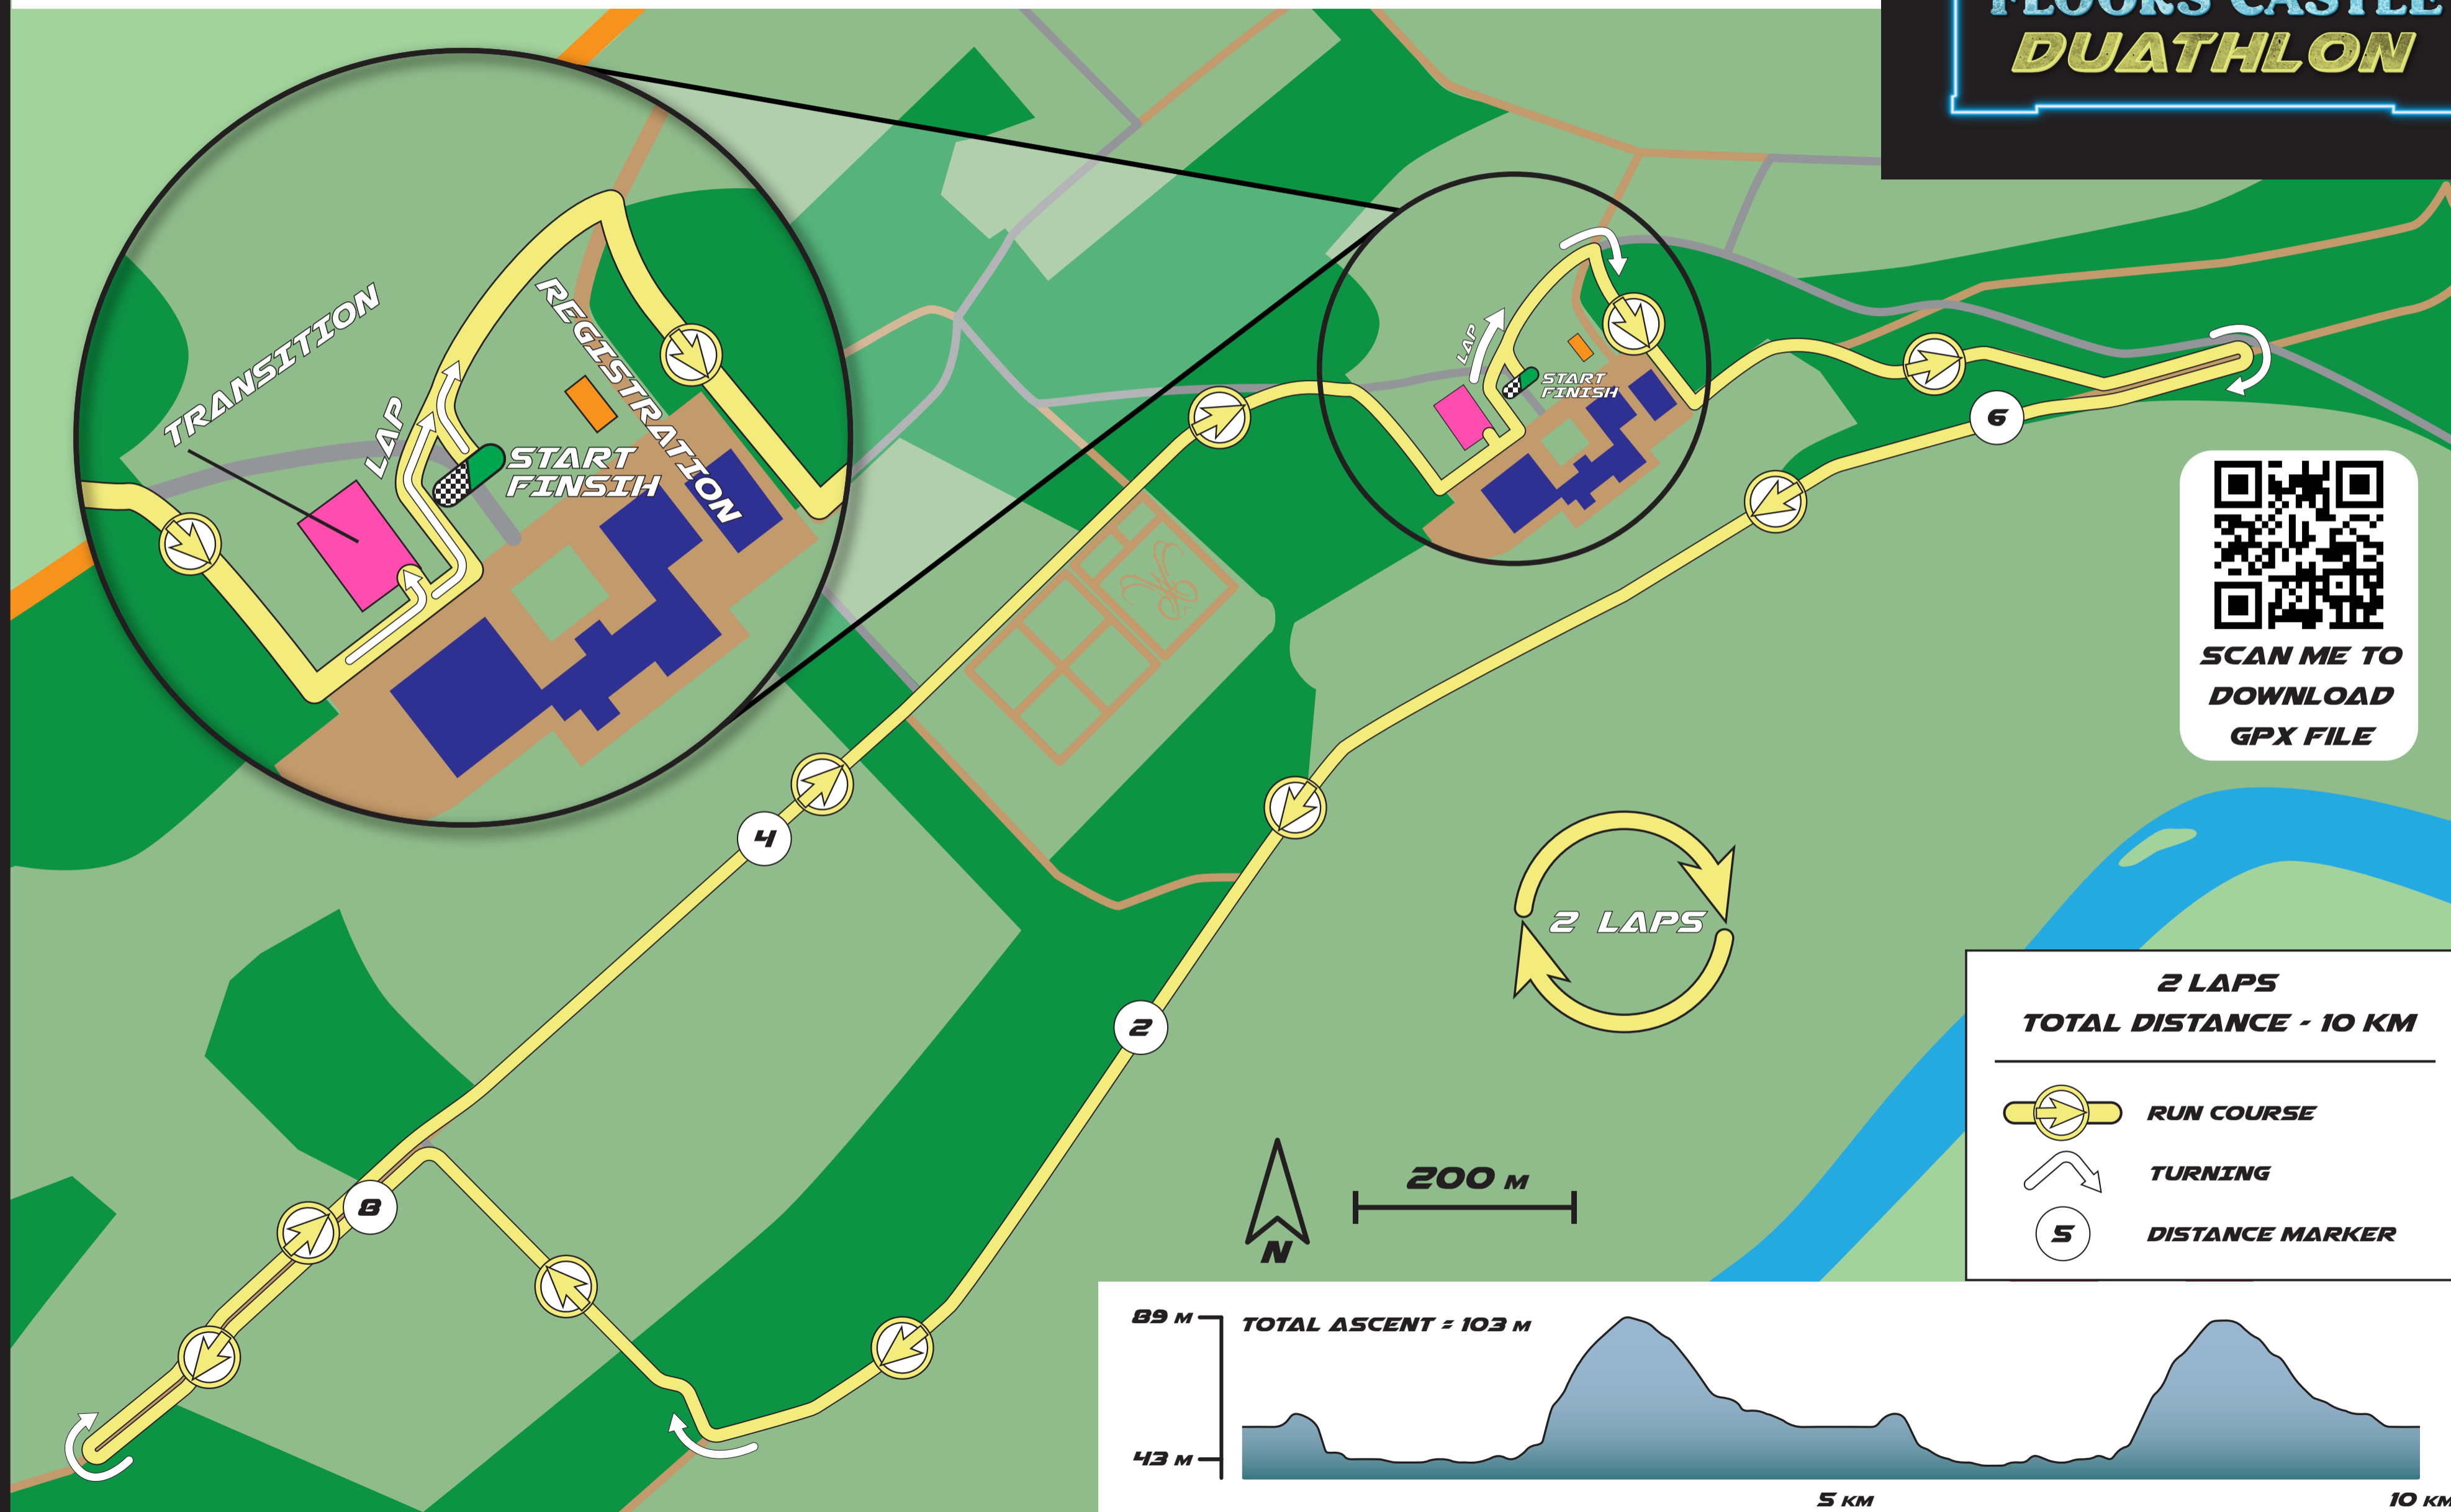 FLOORS CASTLE
DUATHLON
TRANSITION
LAP
REGISTRATION
START
FINSIH
LAP
START
FINISH
6
4
2
8
SCAN ME TO
DOWNLOAD
GPX FILE
2 LAPS
2 LAPS
TOTAL DISTANCE - 10 KM
RUN COURSE
TURNING
5
DISTANCE MARKER
200 M
N
89 M
TOTAL ASCENT = 103 M
43 M
5 KM
10 KM